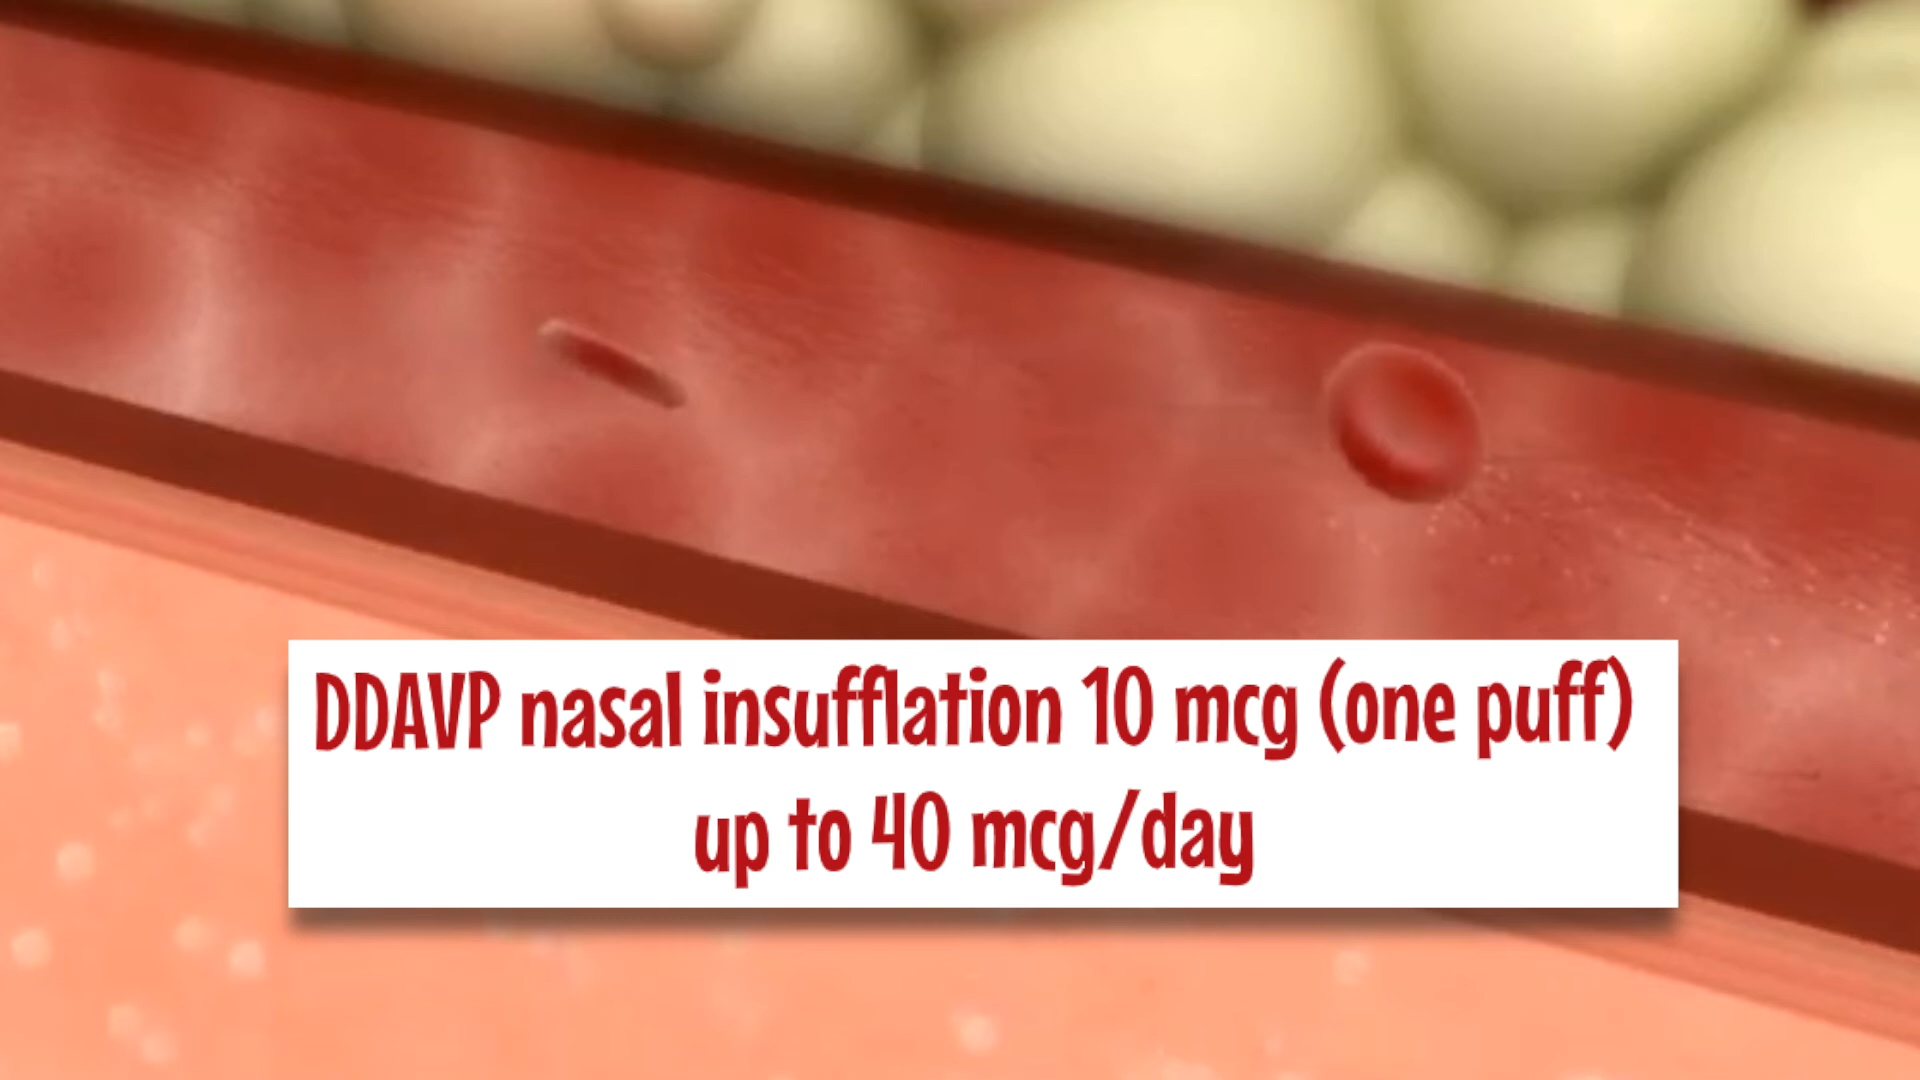 DDAVP nasal insufflation 10 mcg (one puff)
up to 40 mcg/day